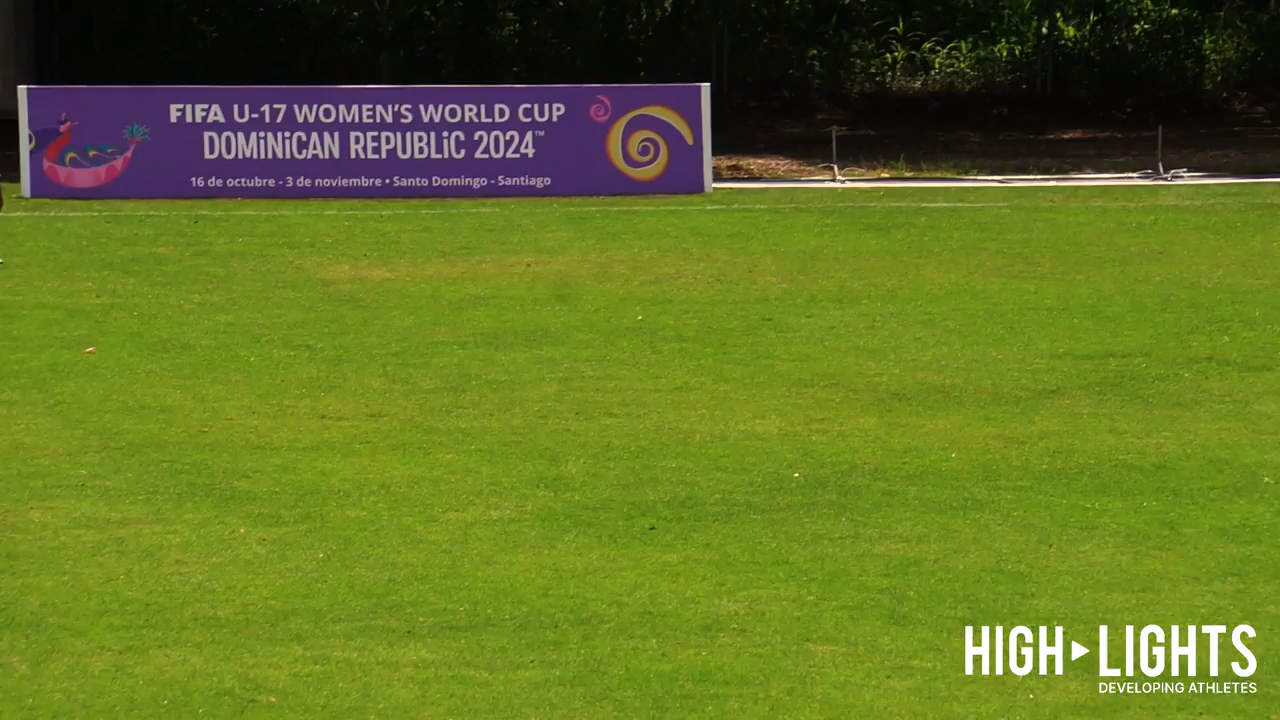 FIFA U-17 WOMEN'S WORLD CUP
DOMiNiCAN REPUBLiC 2024™
16 de octubre - 3 de noviembre • Santo Domingo - Santiago
HIGH LIGHTS
DEVELOPING ATHLETES